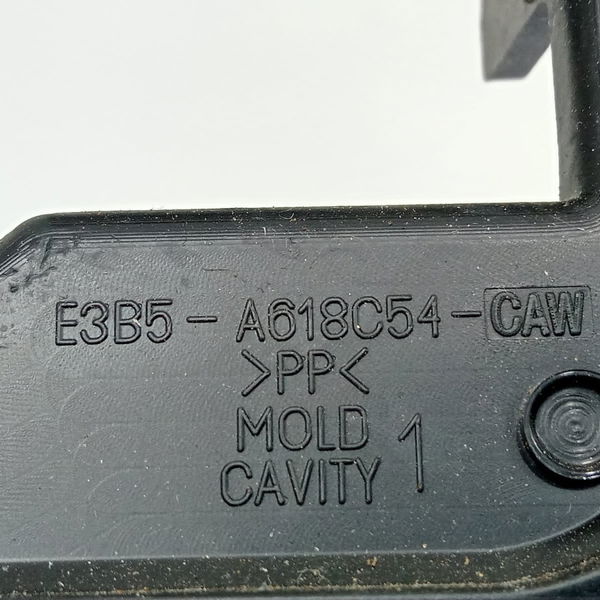 E3B5-A618C54-CAW
>PP<
MOLD 1
CAVITY